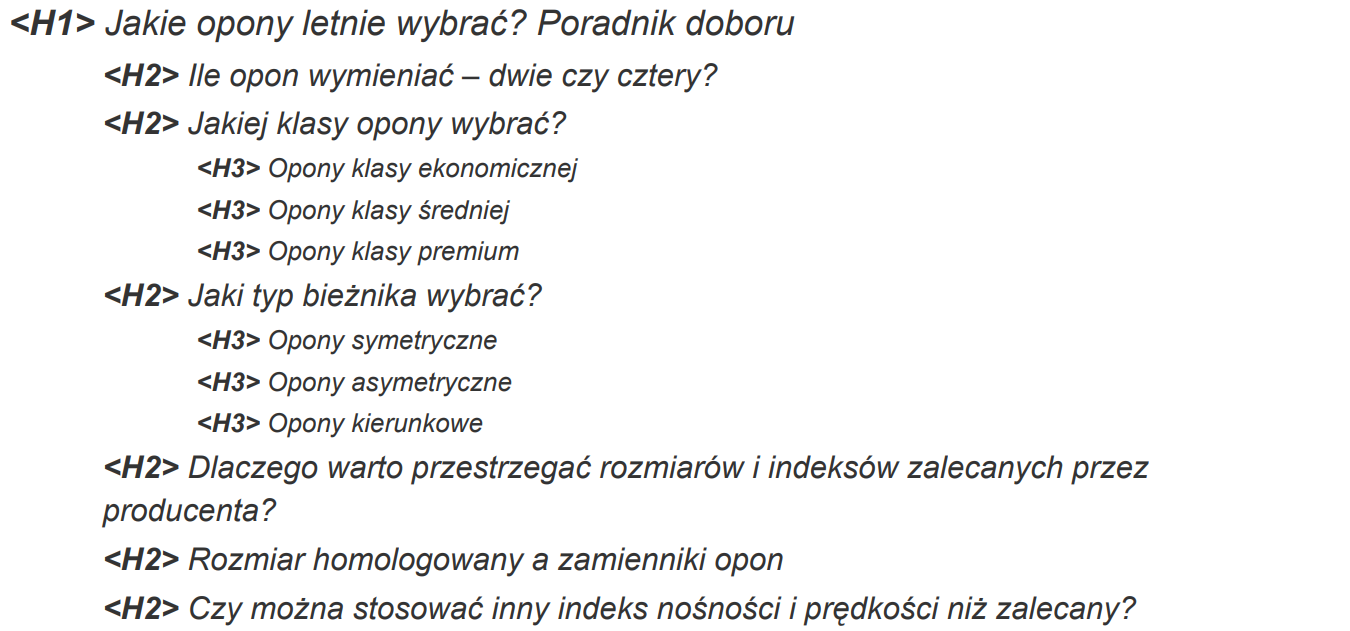 <H1> Jakie opony letnie wybrać? Poradnik doboru
<H2> Ile opon wymieniać – dwie czy cztery?
<H2> Jakiej klasy opony wybrać?
<H3> Opony klasy ekonomicznej
<H3> Opony klasy średniej
<H3> Opony klasy premium
<H2> Jaki typ bieżnika wybrać?
<H3> Opony symetryczne
<H3> Opony asymetryczne
<H3> Opony kierunkowe
<H2> Dlaczego warto przestrzegać rozmiarów i indeksów zalecanych przez
producenta?
<H2> Rozmiar homologowany a zamienniki opon
<H2> Czy można stosować inny indeks nośności i prędkości niż zalecany?